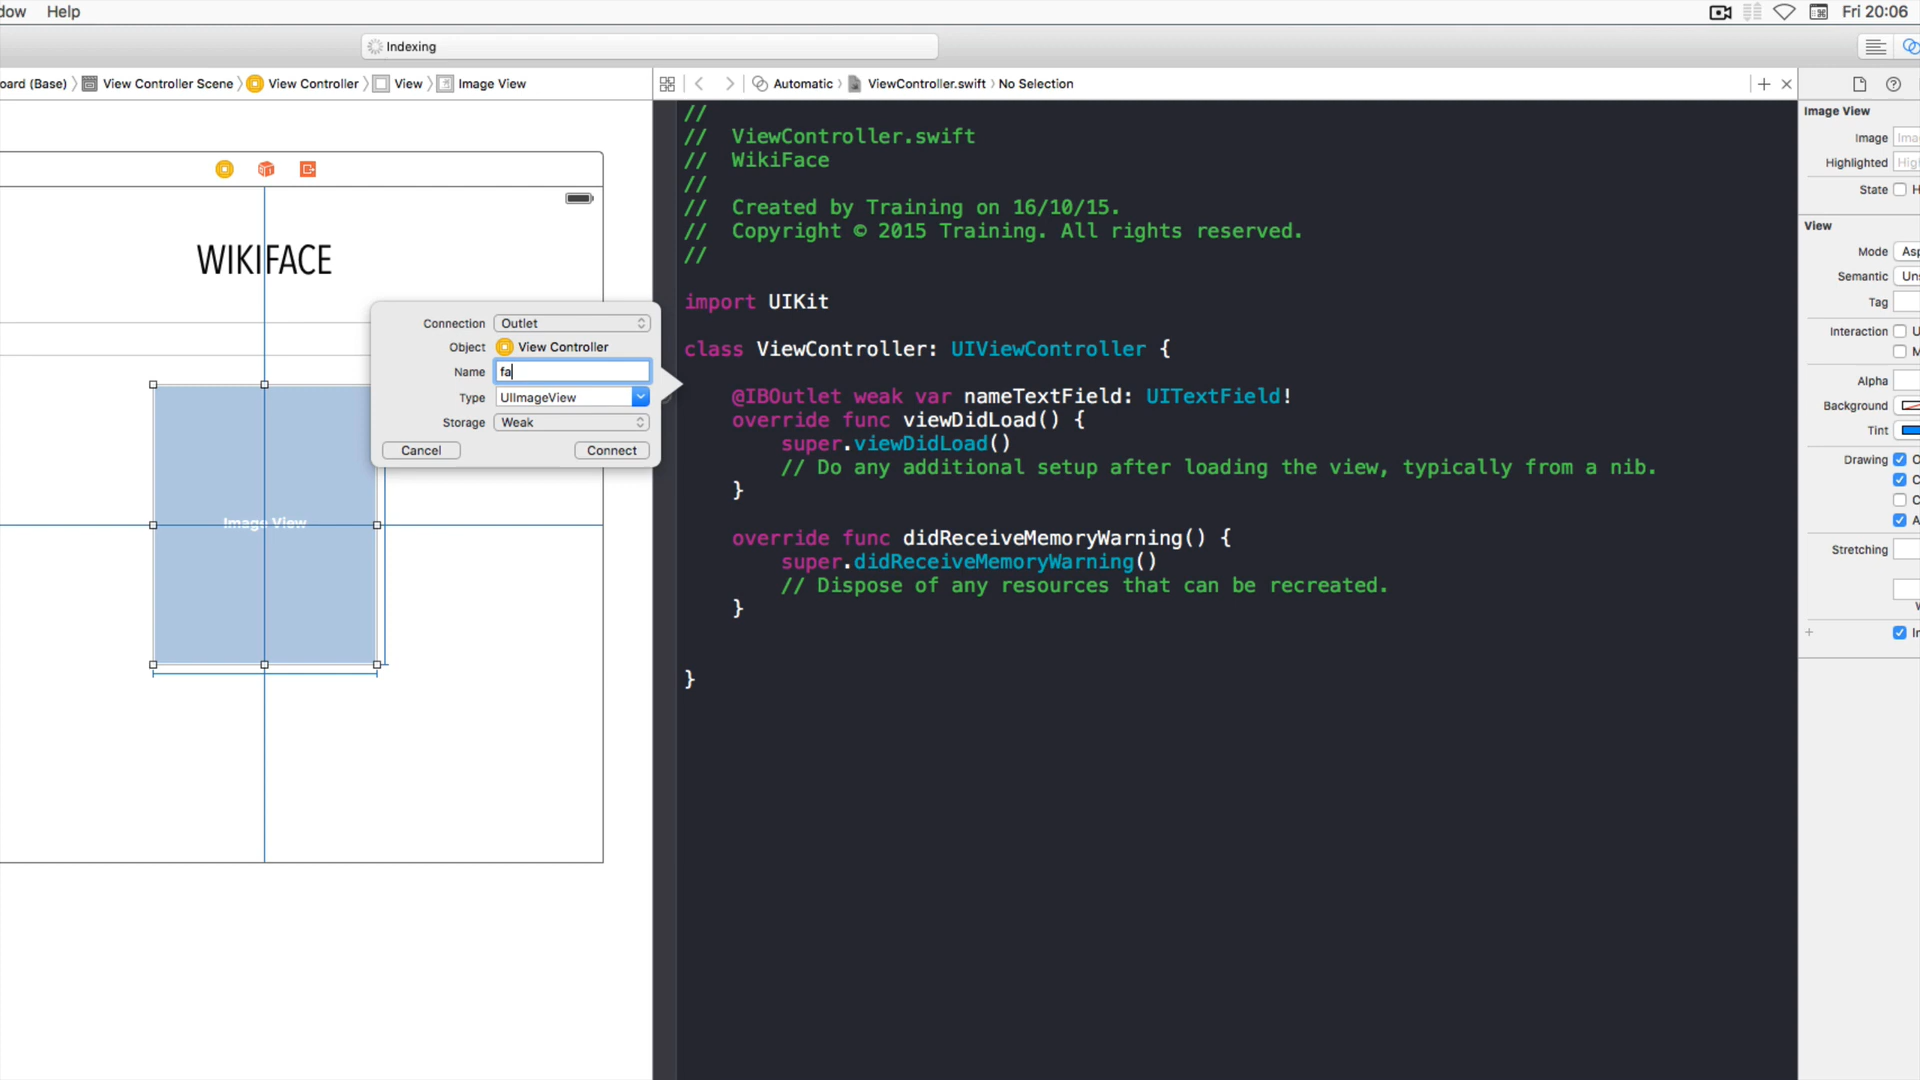 dow Help
Fri 20:06
Indexing
oard (Base) View Controller Scene View Controller View Image View
Automatic ViewController.swift No Selection
WIKIFACE
Image View
Connection Outlet
Object View Controller
Name fa
Type UIImageView
Storage Weak
Cancel Connect
//
// ViewController.swift
// WikiFace
//
// Created by Training on 16/10/15.
// Copyright © 2015 Training. All rights reserved.
//
import UIKit
class ViewController: UIViewController {
@IBOutlet weak var nameTextField: UITextField!
override func viewDidLoad() {
super.viewDidLoad()
// Do any additional setup after loading the view, typically from a nib.
}
override func didReceiveMemoryWarning() {
super.didReceiveMemoryWarning()
// Dispose of any resources that can be recreated.
}
}
Image View
Image Ima
Highlighted Hig
State H
View
Mode Asp
Semantic Uns
Tag
Interaction U
M
Alpha
Background
Tint
Drawing O
C
C
A
Stretching
W
In